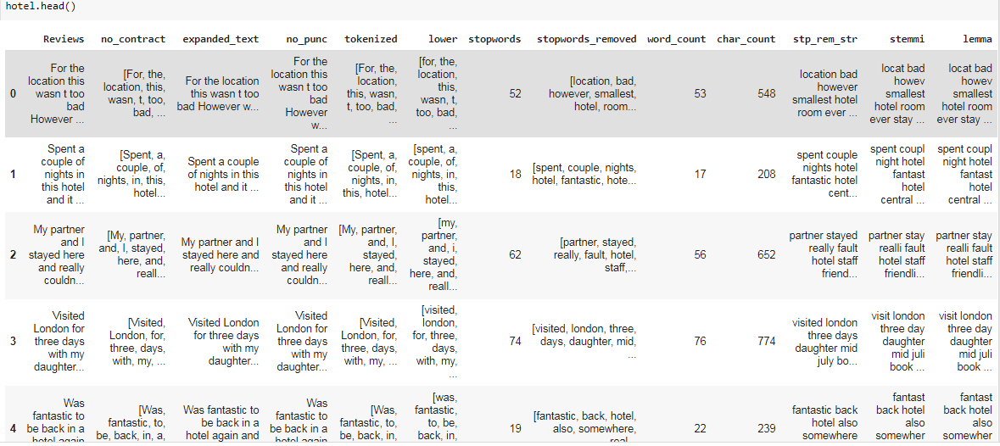 hotel.head()
Reviews no_contract expanded_text no_punc tokenized lower stopwords stopwords_removed word_count char_count stp_rem_str stemmi lemma
0
For the
location this
wasn t too
bad
However ...
[For, the,
location, this,
wasn, t, too,
bad, ...
For the location
this wasn t too
bad However w...
For the
location this
wasn t too
bad
However
w...
[For, the,
location,
this, wasn,
t, too, bad,
...
[for, the,
location,
this,
wasn, t,
too, bad,
...
52
[location, bad,
however, smallest,
hotel, room...
53
548
location bad
however
smallest hotel
room ever ...
locat bad
howev
smallest
hotel room
ever stay ...
locat bad
howev
smallest
hotel room
ever stay ...
1
Spent a
couple of
nights in
this hotel
and it ...
[Spent, a,
couple, of,
nights, in, this,
hotel...
Spent a couple
of nights in this
hotel and it ...
Spent a
couple of
nights in
this hotel
and it ...
[Spent, a,
couple, of,
nights, in,
this, hotel...
[spent, a,
couple, of,
nights, in,
this,
hotel...
18
[spent, couple, nights,
hotel, fantastic, hote...
17
208
spent couple
nights hotel
fantastic hotel
cent...
spent coupl
night hotel
fantast
hotel
central ...
spent coupl
night hotel
fantast
hotel
central ...
2
My partner
and I
stayed here
and really
couldn...
[My, partner,
and, I, stayed,
here, and,
reall...
My partner and I
stayed here and
really couldn...
My partner
and I
stayed here
and really
couldn...
[My, partner,
and, I,
stayed,
here, and,
reall...
[my,
partner,
and, i,
stayed,
here, and,
reall...
62
[partner, stayed,
really, fault, hotel,
staff,...
56
652
partner stayed
really fault
hotel staff
friend...
partner stay
realli fault
hotel staff
friendli...
partner stay
realli fault
hotel staff
friendli...
3
Visited
London for
three days
with my
daughter...
[Visited,
London, for,
three, days,
with, my, ...
Visited London
for three days
with my
daughter...
Visited
London for
three days
with my
daughter...
[Visited,
London, for,
three, days,
with, my, ...
[visited,
london,
for, three,
days,
with, my,
...
74
[visited, london, three,
days, daughter, mid,
...
76
774
visited london
three days
daughter mid
july bo...
visit london
three day
daughter
mid juli
book ...
visit london
three day
daughter
mid juli
book ...
4
Was
fantastic to
be back in a
hotel again
[Was,
fantastic, to,
be, back, in, a,
Was fantastic to
be back in a
hotel again and
Was
fantastic to
be back in a
hotel again
[Was,
fantastic, to,
be, back, in,
[was,
fantastic,
to, be,
back, in,
19
[fantastic, back, hotel,
also, somewhere,
real
22
239
fantastic back
hotel also
somewhere
fantast
back hotel
also
somewher
fantast
back hotel
also
somewher